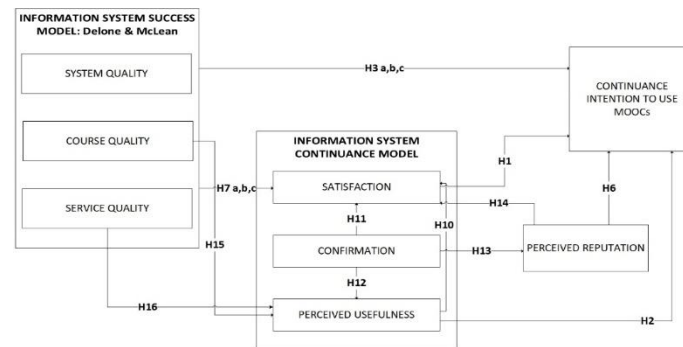 INFORMATION SYSTEM SUCCESS
MODEL: Delone & McLean
SYSTEM QUALITY
COURSE QUALITY
SERVICE QUALITY
H3 a,b,c
CONTINUANCE
INTENTION TO USE
MOOCs
INFORMATION SYSTEM
CONTINUANCE MODEL
H1
H7 a,b,c
SATISFACTION
H6
H14
H11
H10
H15
CONFIRMATION
H13
PERCEIVED REPUTATION
H12
H16
PERCEIVED USEFULNESS
H2